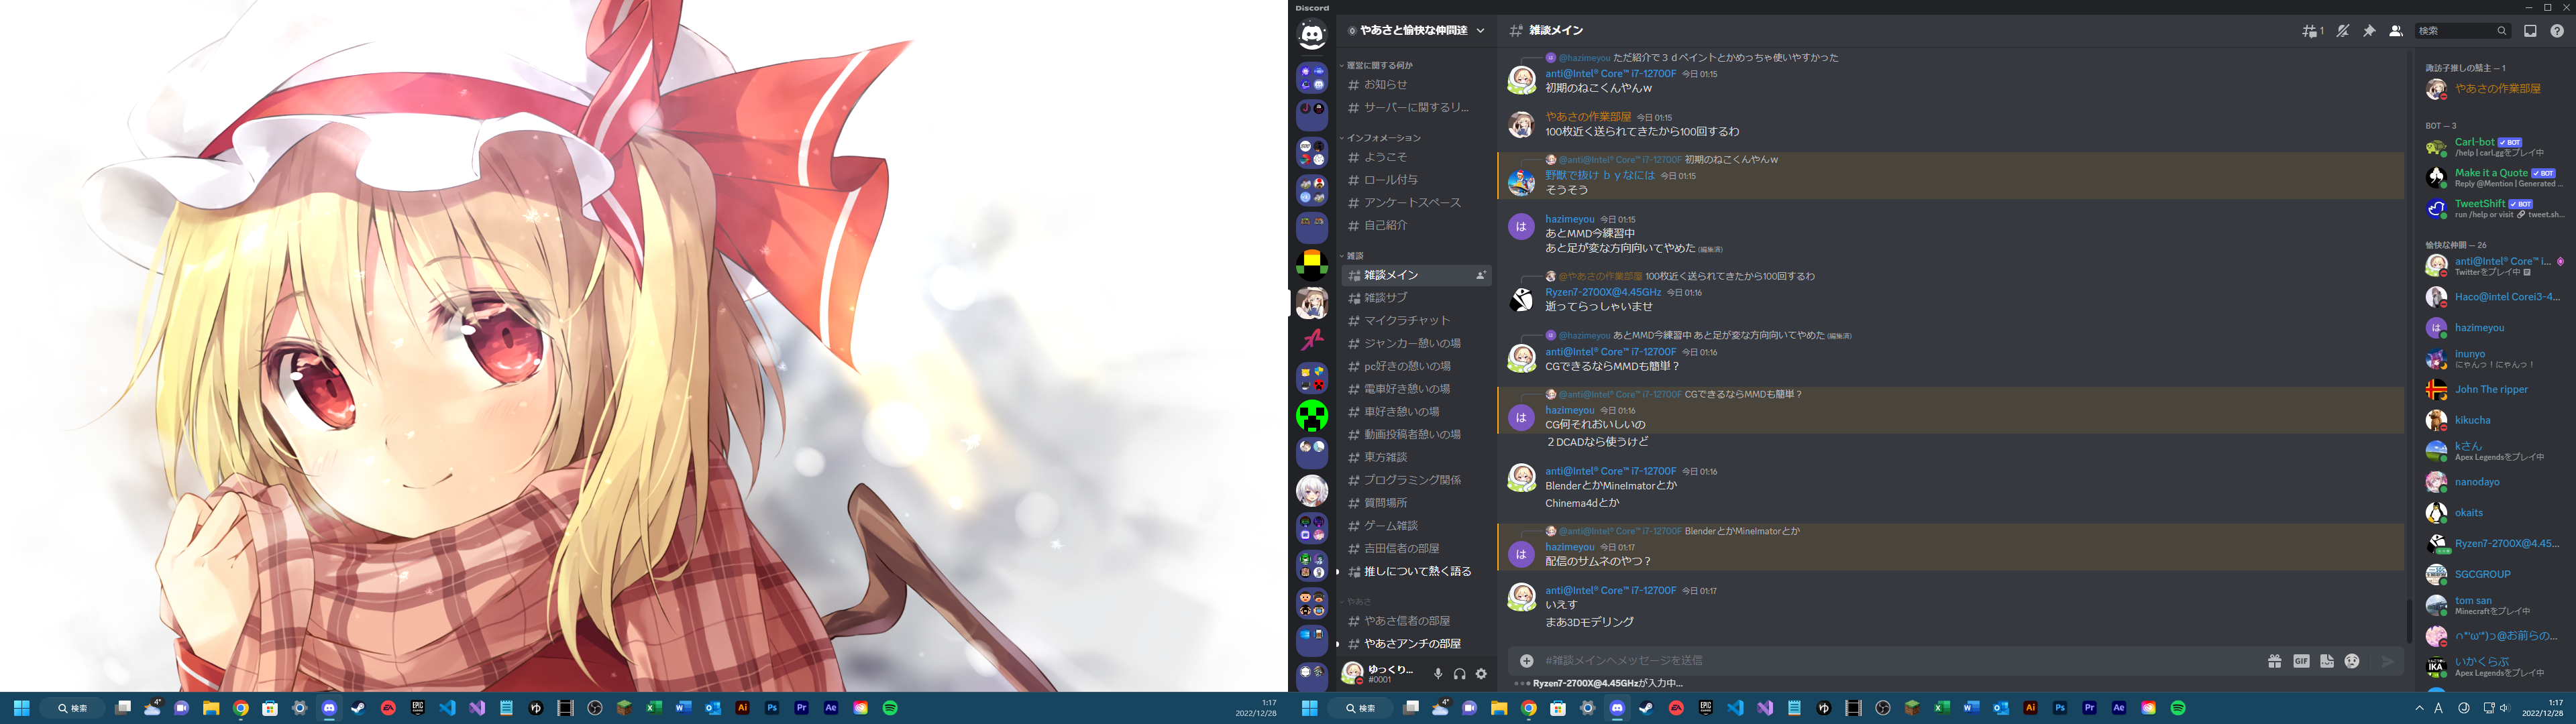 Discord
やあさと愉快な仲間達
運営に関する何か
お知らせ
サーバーに関するリ...
インフォメーション
ようこそ
ロール付与
アンケートスペース
自己紹介
雑談
雑談メイン
雑談サブ
マイクラチャット
ジャンカー憩いの場
pc好きの憩いの場
電車好き憩いの場
車好き憩いの場
動画投稿者憩いの場
東方雑談
プログラミング関係
質問場所
ゲーム雑談
吉田信者の部屋
推しについて熱く語る
やあさ
やあさ信者の部屋
やあさアンチの部屋
ゆっくり...
#0001
雑談メイン
1
検索
@hazimeyou ただ紹介で３ｄペイントとかめっちゃ使いやすかった
anti@Intel® Core™ i7-12700F 今日 01:15
初期のねこくんやんｗ
やあさの作業部屋 今日 01:15
100枚近く送られてきたから100回するわ
@anti@Intel® Core™ i7-12700F 初期のねこくんやんｗ
野獣で抜け ｂｙなには 今日 01:15
そうそう
は
hazimeyou 今日 01:15
あとMMD今練習中
あと足が変な方向向いてやめた (編集済)
@やあさの作業部屋 100枚近く送られてきたから100回するわ
Ryzen7-2700X@4.45GHz 今日 01:16
逝ってらっしゃいませ
@hazimeyou あとMMD今練習中 あと足が変な方向向いてやめた (編集済)
anti@Intel® Core™ i7-12700F 今日 01:16
CGできるならMMDも簡単？
@anti@Intel® Core™ i7-12700F CGできるならMMDも簡単？
は
hazimeyou 今日 01:16
CG何それおいしいの
２DCADなら使うけど
anti@Intel® Core™ i7-12700F 今日 01:16
BlenderとかMineImatorとか
Chinema4dとか
@anti@Intel® Core™ i7-12700F BlenderとかMineImatorとか
は
hazimeyou 今日 01:17
配信のサムネのやつ？
anti@Intel® Core™ i7-12700F 今日 01:17
いえす
まあ3Dモデリング
#雑談メインへメッセージを送信
GIF
Ryzen7-2700X@4.45GHzが入力中...
諏訪子推しの鯖主 — 1
やあさの作業部屋
BOT — 3
Carl-bot BOT
/help | carl.ggをプレイ中
Make it a Quote BOT
Reply @Mention | Generated ...
TweetShift BOT
run /help or visit 🔗 tweet.sh...
愉快な仲間 — 26
anti@Intel® Core™ i...
Twitterをプレイ中
Haco@intel Corei3-4...
は
hazimeyou
inunyo
にゃんっ！にゃんっ！
John The ripper
kikucha
kさん
Apex Legendsをプレイ中
nanodayo
okaits
Ryzen7-2700X@4.45...
SGCGROUP
tom san
Minecraftをプレイ中
∩*'ω'*)⊃@お前らの...
いかくらぶ
Apex Legendsをプレイ中
検索
4°
EA
EPIC
Ai
Ps
Pr
Ae
1:17
2022/12/28
検索
4°
EA
EPIC
Ai
Ps
Pr
Ae
A
1:17
2022/12/28